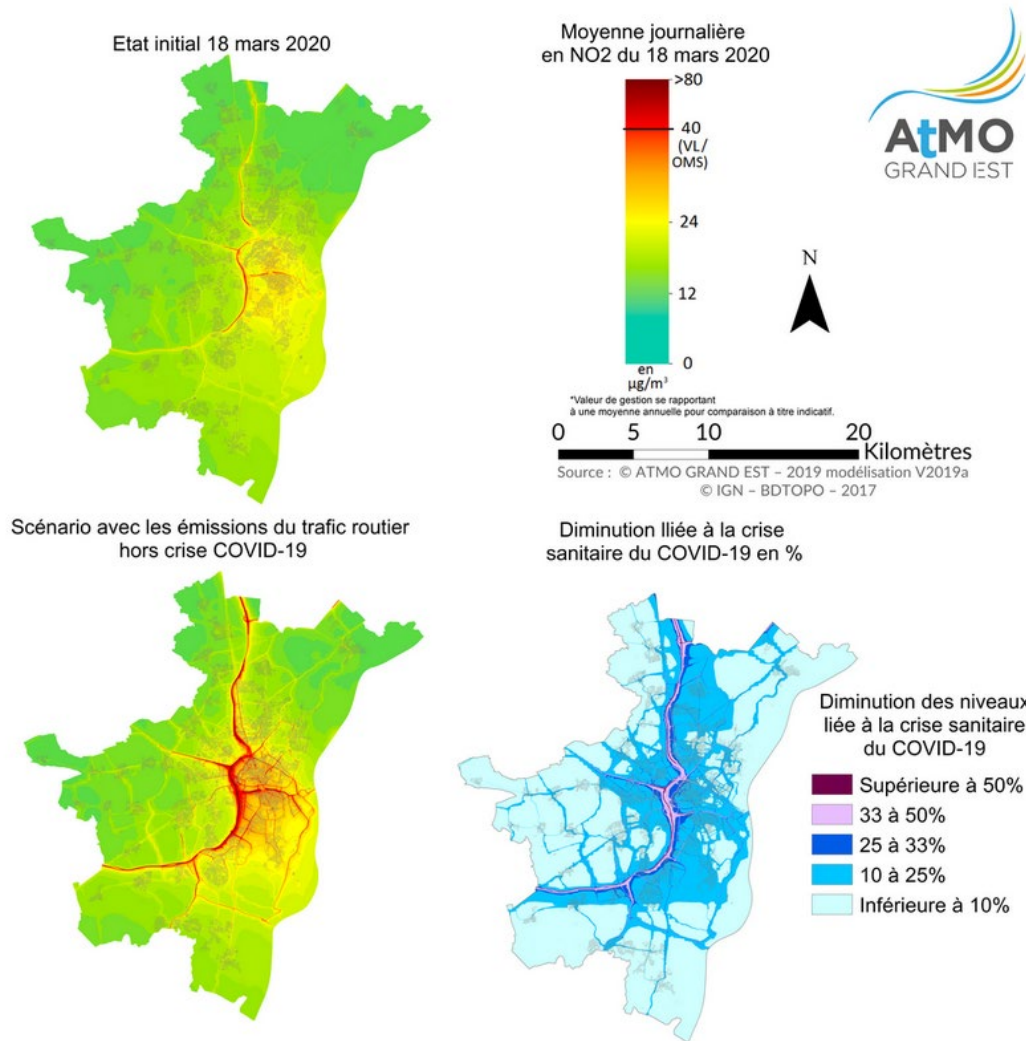 Etat initial 18 mars 2020
Moyenne journalière
en NO2 du 18 mars 2020
>80
40
(VL/
OMS)
24
12
0
en
µg/m³
*Valeur de gestion se rapportant
à une moyenne annuelle pour comparaison à titre indicatif.
AtMO
GRAND EST
N
0 5 10 20
Kilomètres
Source : © ATMO GRAND EST – 2019 modélisation V2019a
© IGN – BDTOPO – 2017
Scénario avec les émissions du trafic routier
hors crise COVID-19
Diminution lliée à la crise
sanitaire du COVID-19 en %
Diminution des niveaux
liée à la crise sanitaire
du COVID-19
Supérieure à 50%
33 à 50%
25 à 33%
10 à 25%
Inférieure à 10%